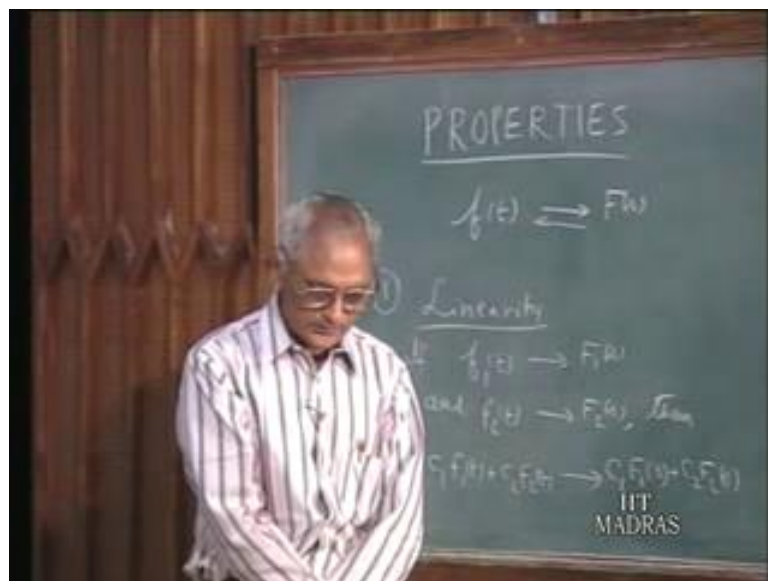 PROPERTIES
f(t) ⇌ F(s)
① Linearity
If f₁(t) → F₁(s)
and f₂(t) → F₂(s), then
C₁F₁(t)+C₂F₂(t) → C₁F₁(s)+C₂F₂(s)
IIT
MADRAS